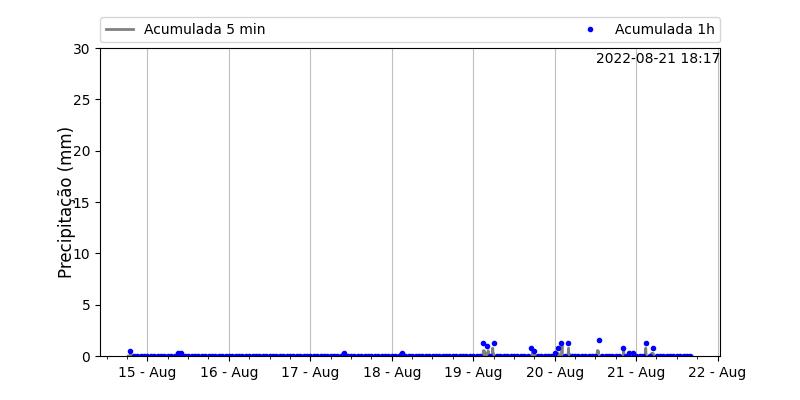 Acumulada 5 min
Acumulada 1h
2022-08-21 18:17
Precipitação (mm)
30
25
20
15
10
5
0
15 - Aug 16 - Aug 17 - Aug 18 - Aug 19 - Aug 20 - Aug 21 - Aug 22 - Aug